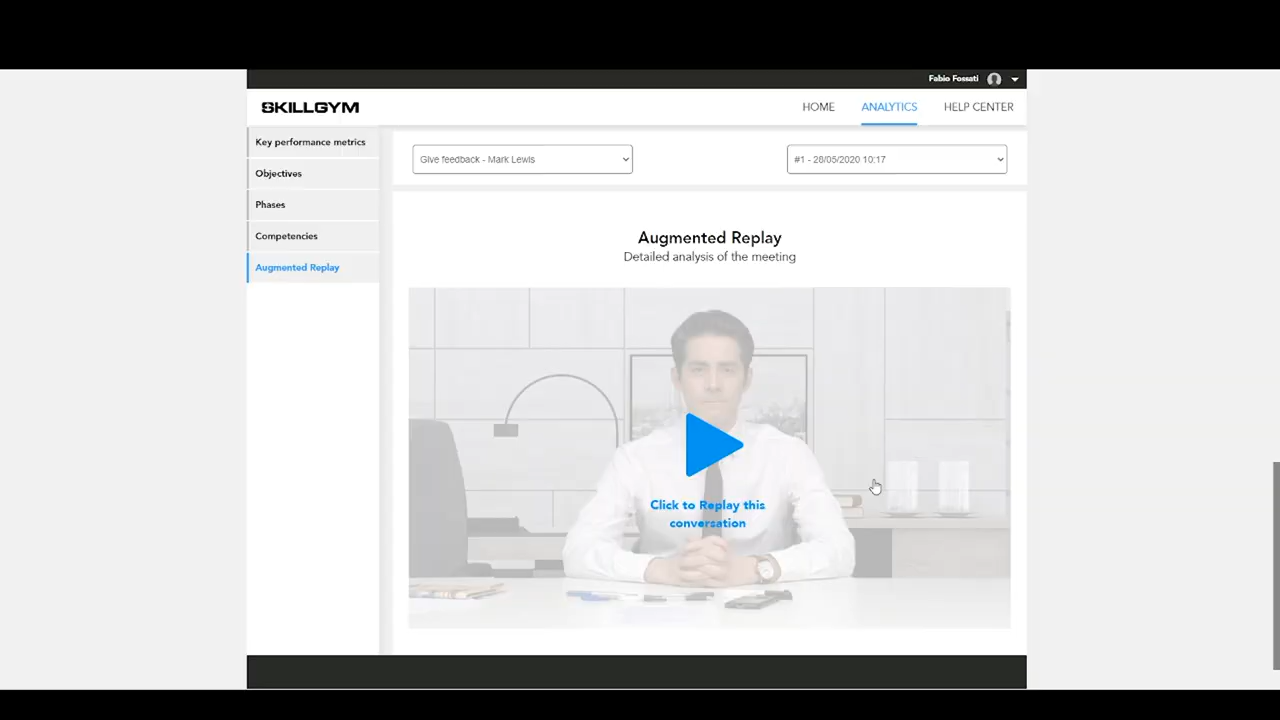 Fabio Fossati
SKILLGYM
HOME
ANALYTICS
HELP CENTER
Key performance metrics
Objectives
Phases
Competencies
Augmented Replay
Give feedback - Mark Lewis
#1 - 28/05/2020 10:17
Augmented Replay
Detailed analysis of the meeting
Click to Replay this
conversation